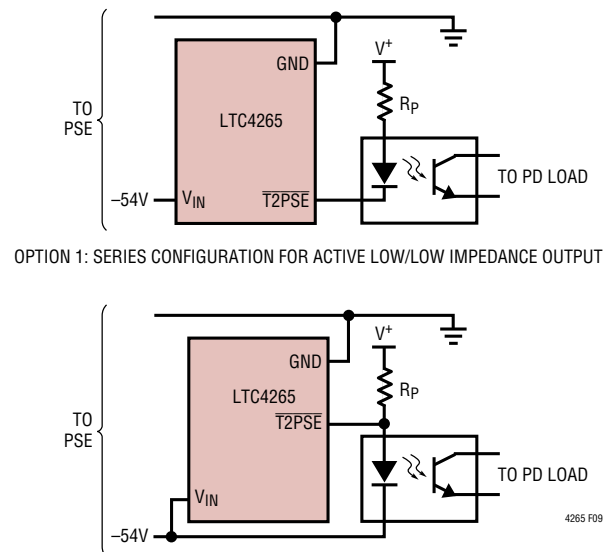 GND
V+
RP
TO
PSE
LTC4265
TO PD LOAD
–54V
VIN
T2PSE
OPTION 1: SERIES CONFIGURATION FOR ACTIVE LOW/LOW IMPEDANCE OUTPUT
V+
GND
RP
LTC4265
TO
PSE
T2PSE
TO PD LOAD
VIN
–54V
4265 F09